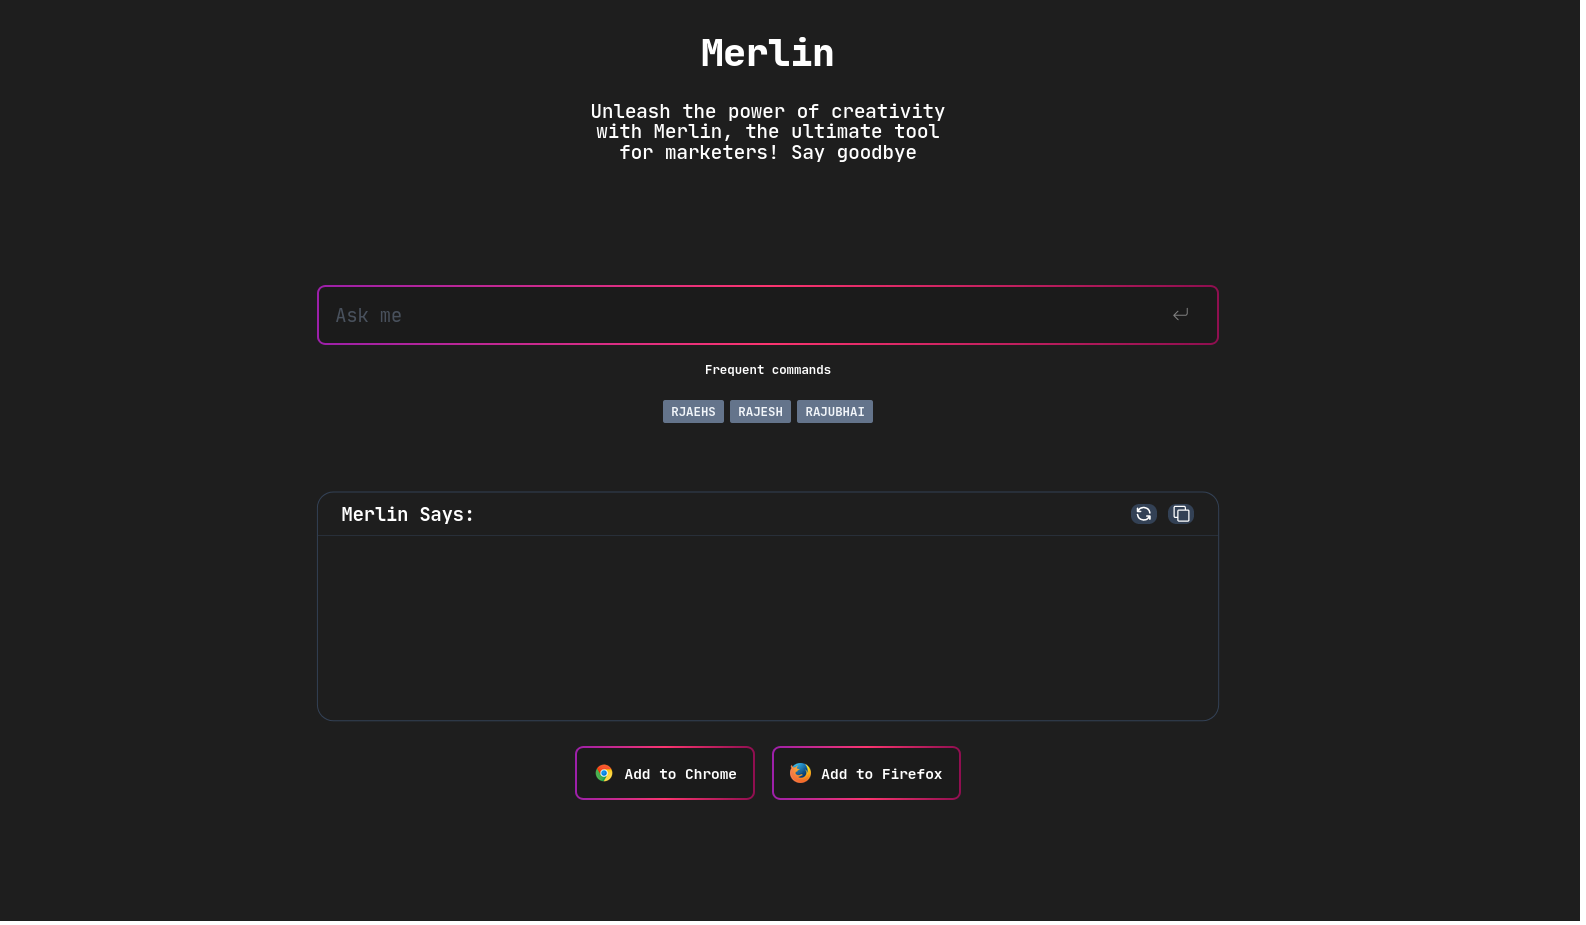 Merlin
Unleash the power of creativity
with Merlin, the ultimate tool
for marketers! Say goodbye
Ask me
Frequent commands
RJAEHS RAJESH RAJUBHAI
Merlin Says:
Add to Chrome Add to Firefox